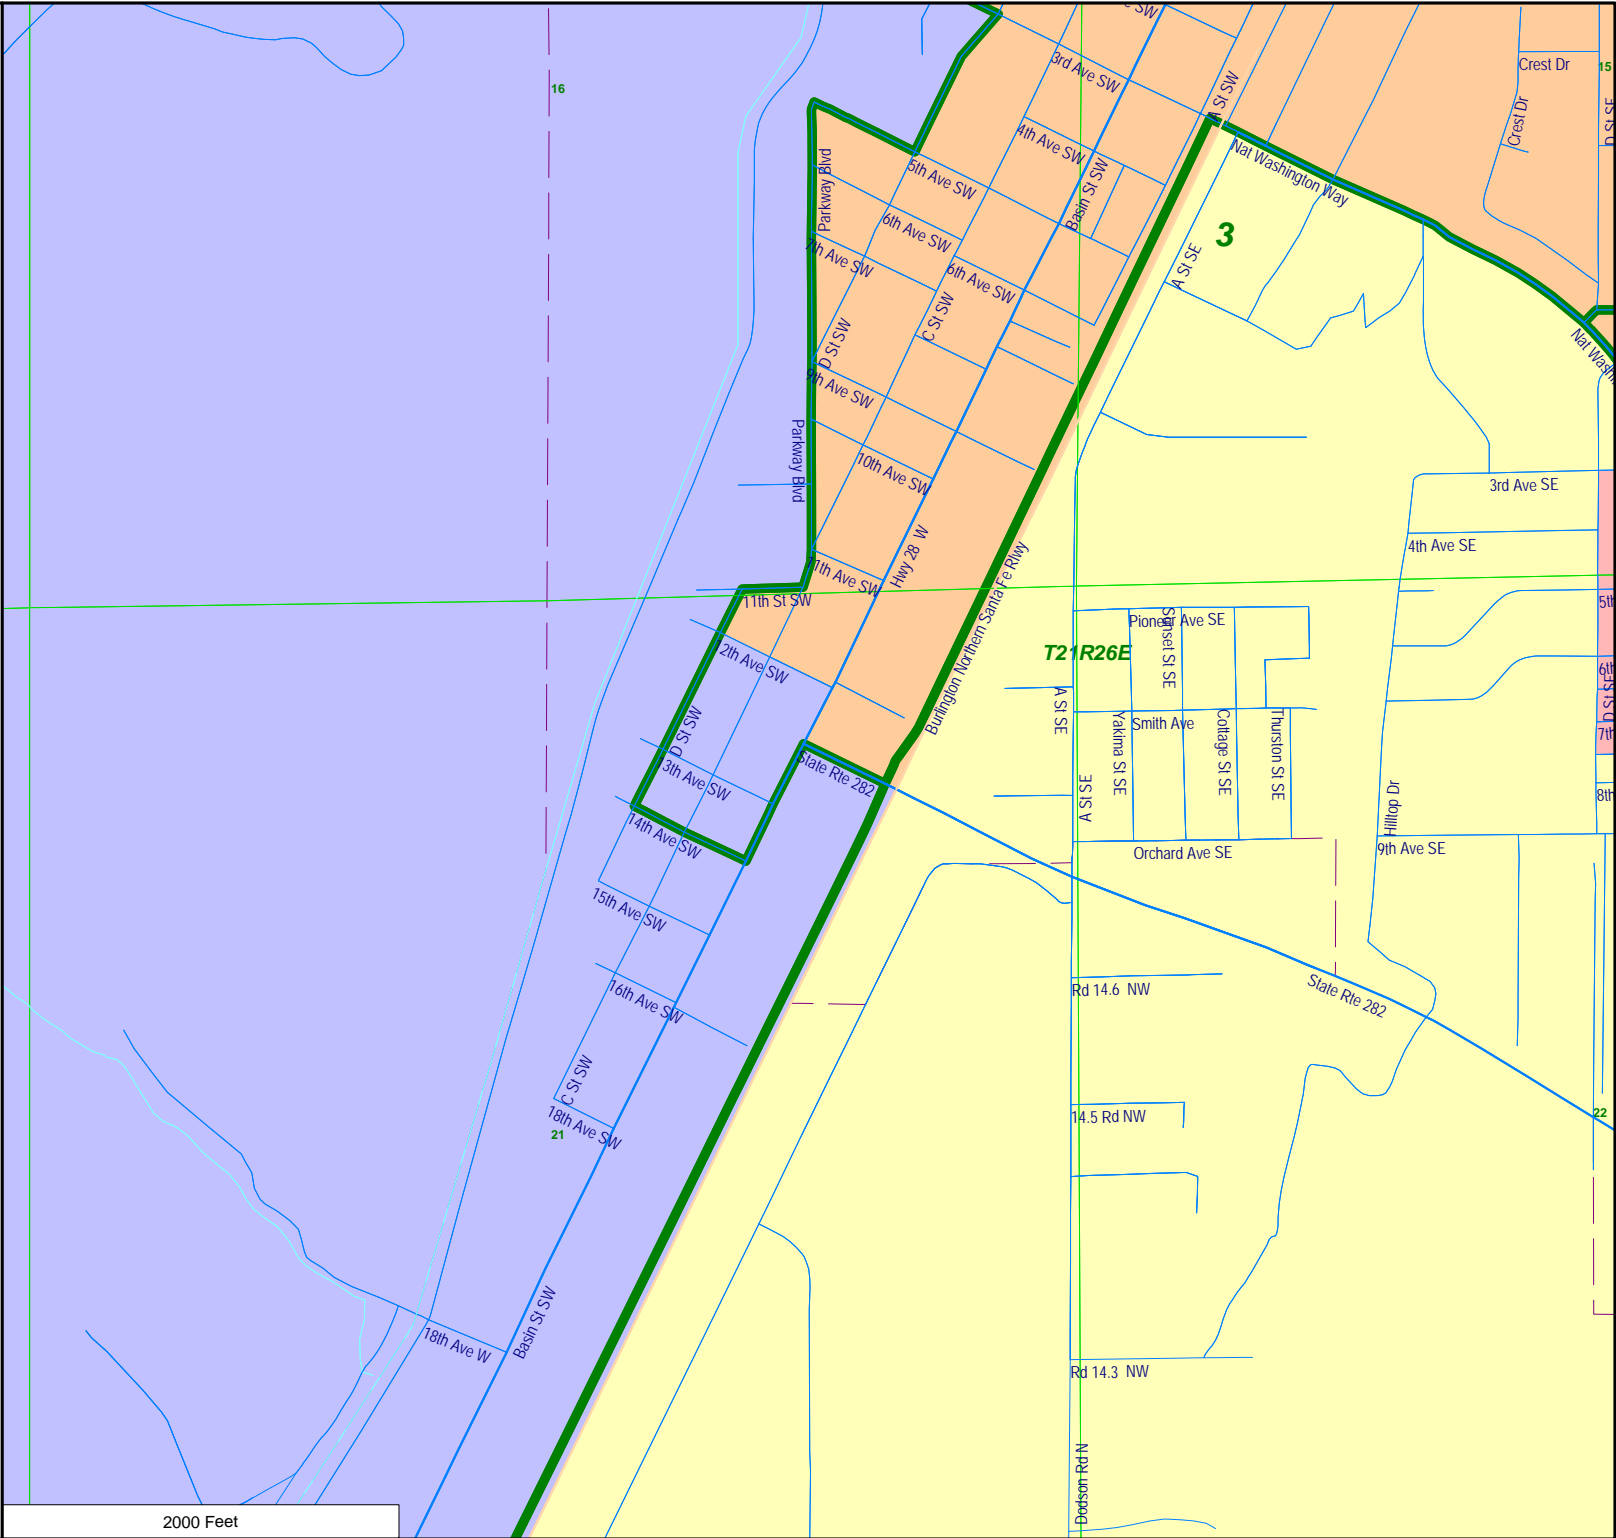 SW
3rd Ave SW
A St SW
Crest Dr
15
16
Crest Dr
D St SE
4th Ave SW
Nat Washington Way
Parkway Blvd
5th Ave SW
Basin St SW
3
6th Ave SW
7th Ave SW
6th Ave SW
A St SE
C St SW
D St SW
Nat Washin
9th Ave SW
Parkway Blvd
10th Ave SW
3rd Ave SE
Hwy 28 W
4th Ave SE
11th Ave SW
Burlington Northern Santa Fe Rlwy
11th St SW
5th
Pioneer Ave SE
Sunset St SE
T21R26E
12th Ave SW
6th
D St SE
A St SE
Yakima St SE
Smith Ave
Cottage St SE
Thurston St SE
D St SW
7th
13th Ave SW
State Rte 282
A St SE
Hilltop Dr
8th
14th Ave SW
Orchard Ave SE
9th Ave SE
15th Ave SW
16th Ave SW
Rd 14.6 NW
State Rte 282
C St SW
18th Ave SW
14.5 Rd NW
22
21
Basin St SW
18th Ave W
Rd 14.3 NW
Dodson Rd N
2000 Feet